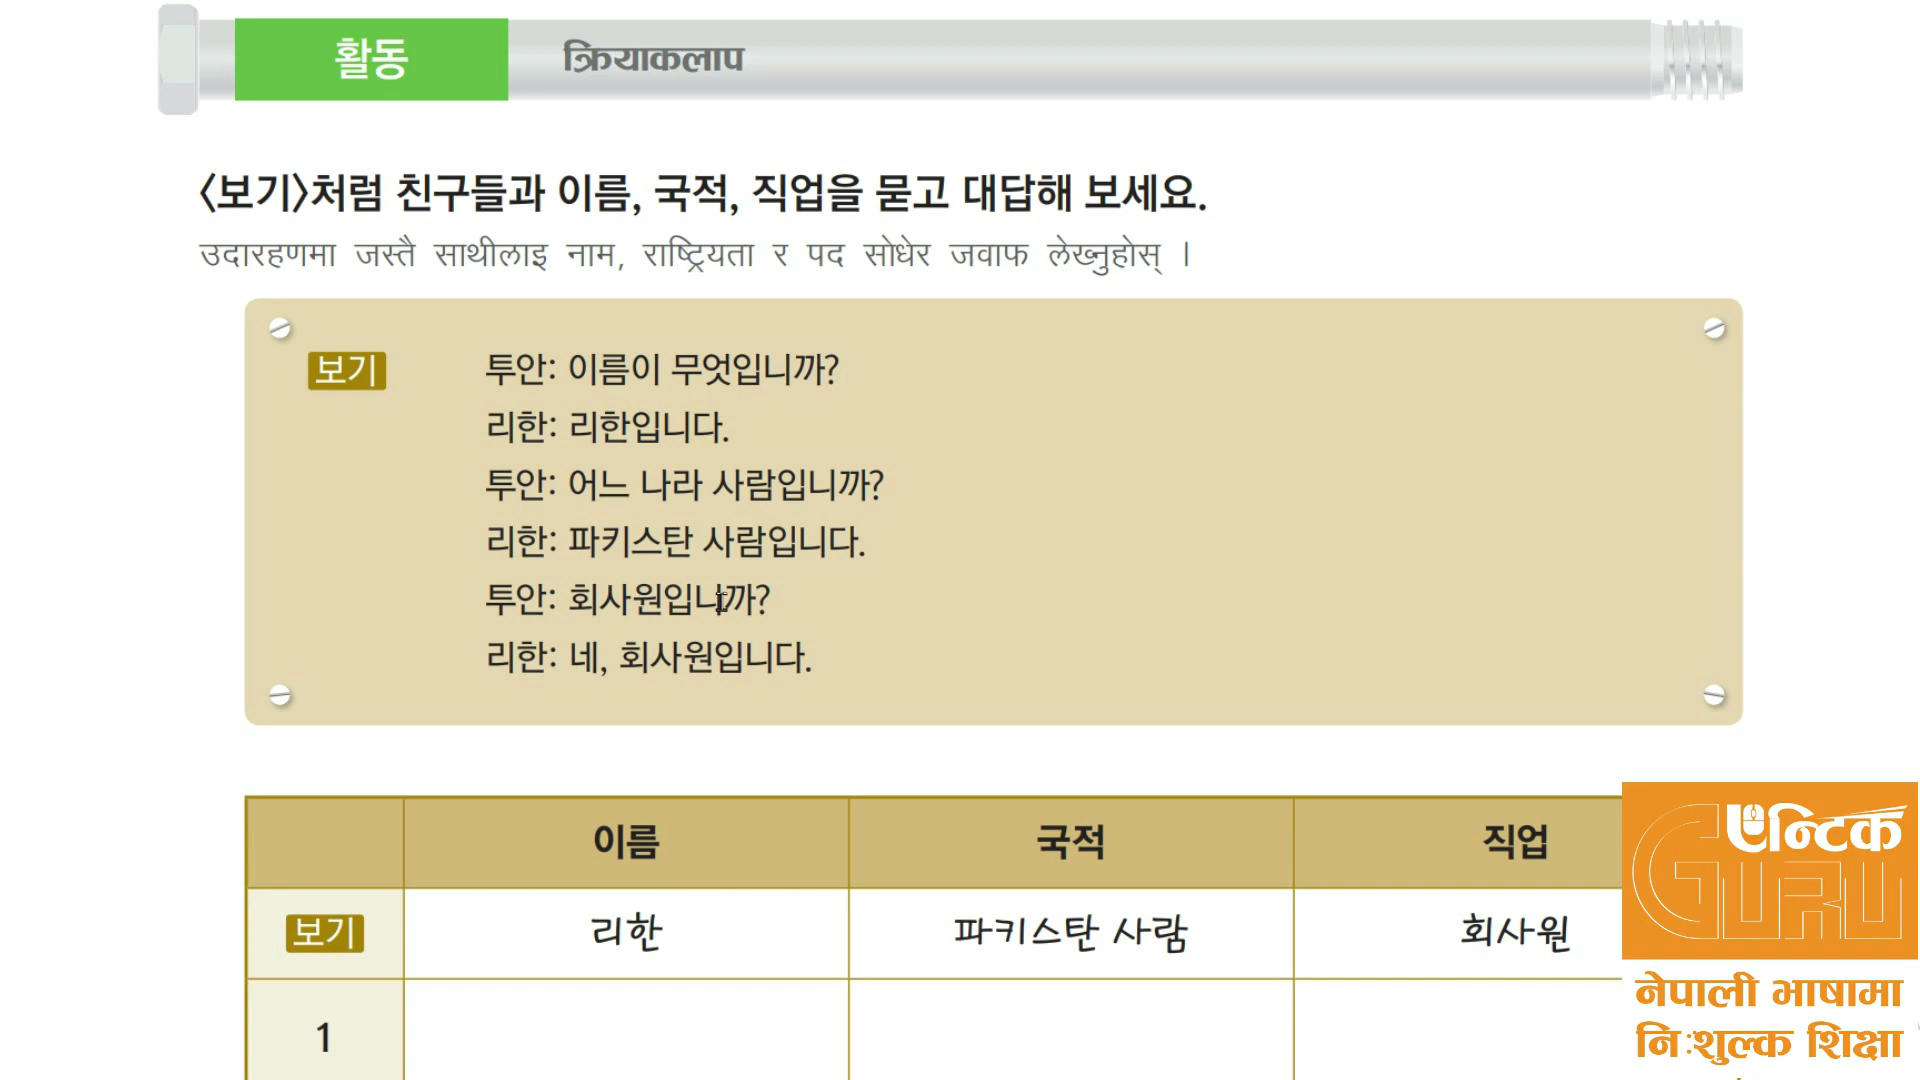 활동 क्रियाकलाप
〈보기〉처럼 친구들과 이름, 국적, 직업을 묻고 대답해 보세요.
उदारहणमा जस्तै साथीलाइ नाम, राष्ट्रियता र पद सोधेर जवाफ लेख्नुहोस् ।
보기 투안: 이름이 무엇입니까?
리한: 리한입니다.
투안: 어느 나라 사람입니까?
리한: 파키스탄 사람입니다.
투안: 회사원입니까?
리한: 네, 회사원입니다.
이름 국적 직업
보기 리한 파키스탄 사람 회사원
1
एन्टिक
GURU
नेपाली भाषामा
नि:शुल्क शिक्षा